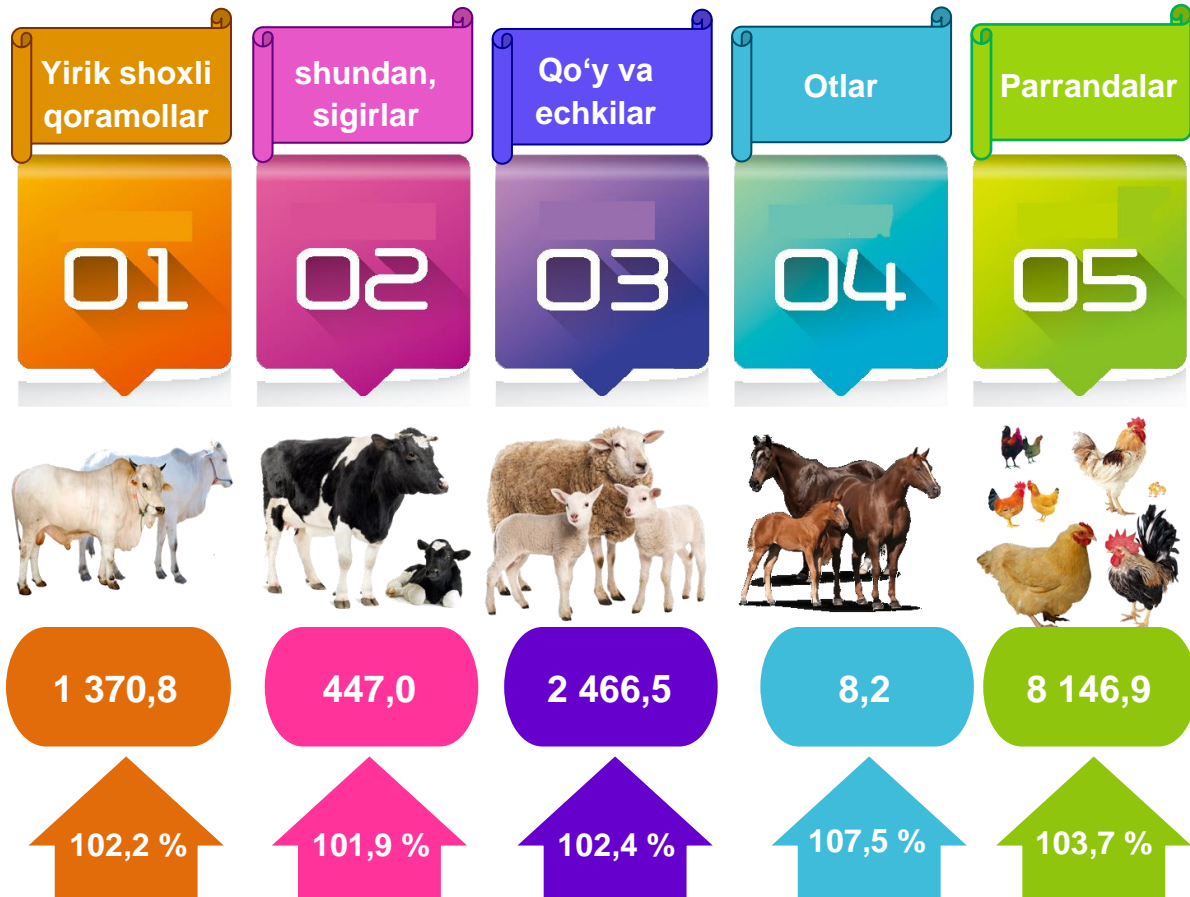 Yirik shoxli
qoramollar
shundan,
sigirlar
Qo‘y va
echkilar
Otlar
Parrandalar
01
02
03
04
05
1 370,8
447,0
2 466,5
8,2
8 146,9
102,2 %
101,9 %
102,4 %
107,5 %
103,7 %